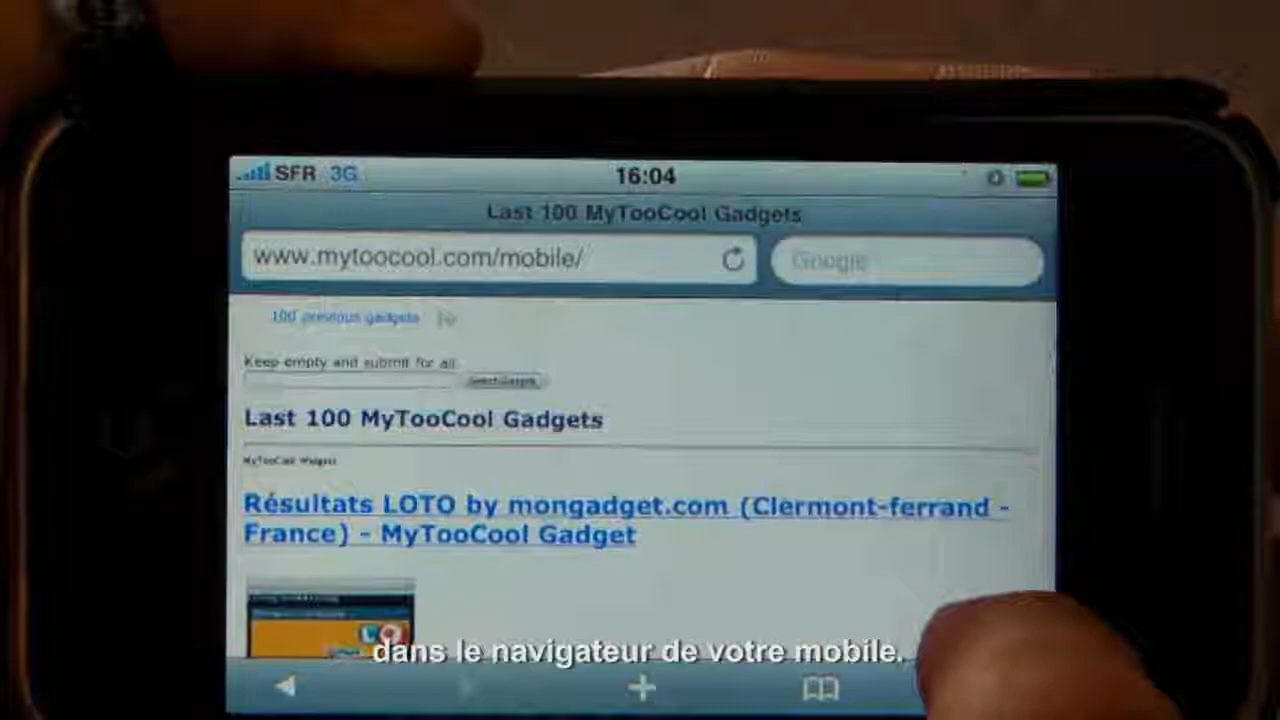 SFR 3G 16:04
Last 100 MyTooCool Gadgets
www.mytoocool.com/mobile/ Google
100 previous gadgets
Keep empty and submit for all
Last 100 MyTooCool Gadgets
MyTooCool Widgets
Résultats LOTO by mongadget.com (Clermont-ferrand -
France) - MyTooCool Gadget
dans le navigateur de votre mobile.